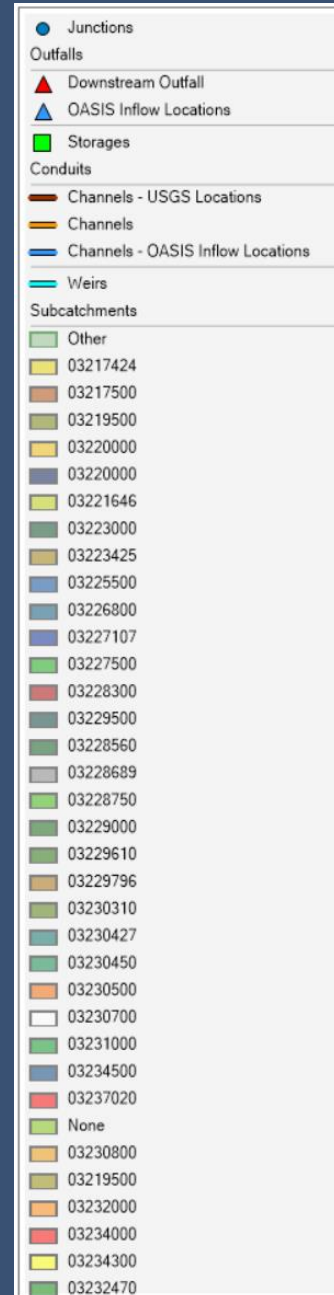 Junctions
Outfalls
Downstream Outfall
OASIS Inflow Locations
Storages
Conduits
Channels - USGS Locations
Channels
Channels - OASIS Inflow Locations
Weirs
Subcatchments
Other
03217424
03217500
03219500
03220000
03220000
03221646
03223000
03223425
03225500
03226800
03227107
03227500
03228300
03229500
03228560
03228689
03228750
03229000
03229610
03229796
03230310
03230427
03230450
03230500
03230700
03231000
03234500
03237020
None
03230800
03219500
03232000
03234000
03234300
03232470